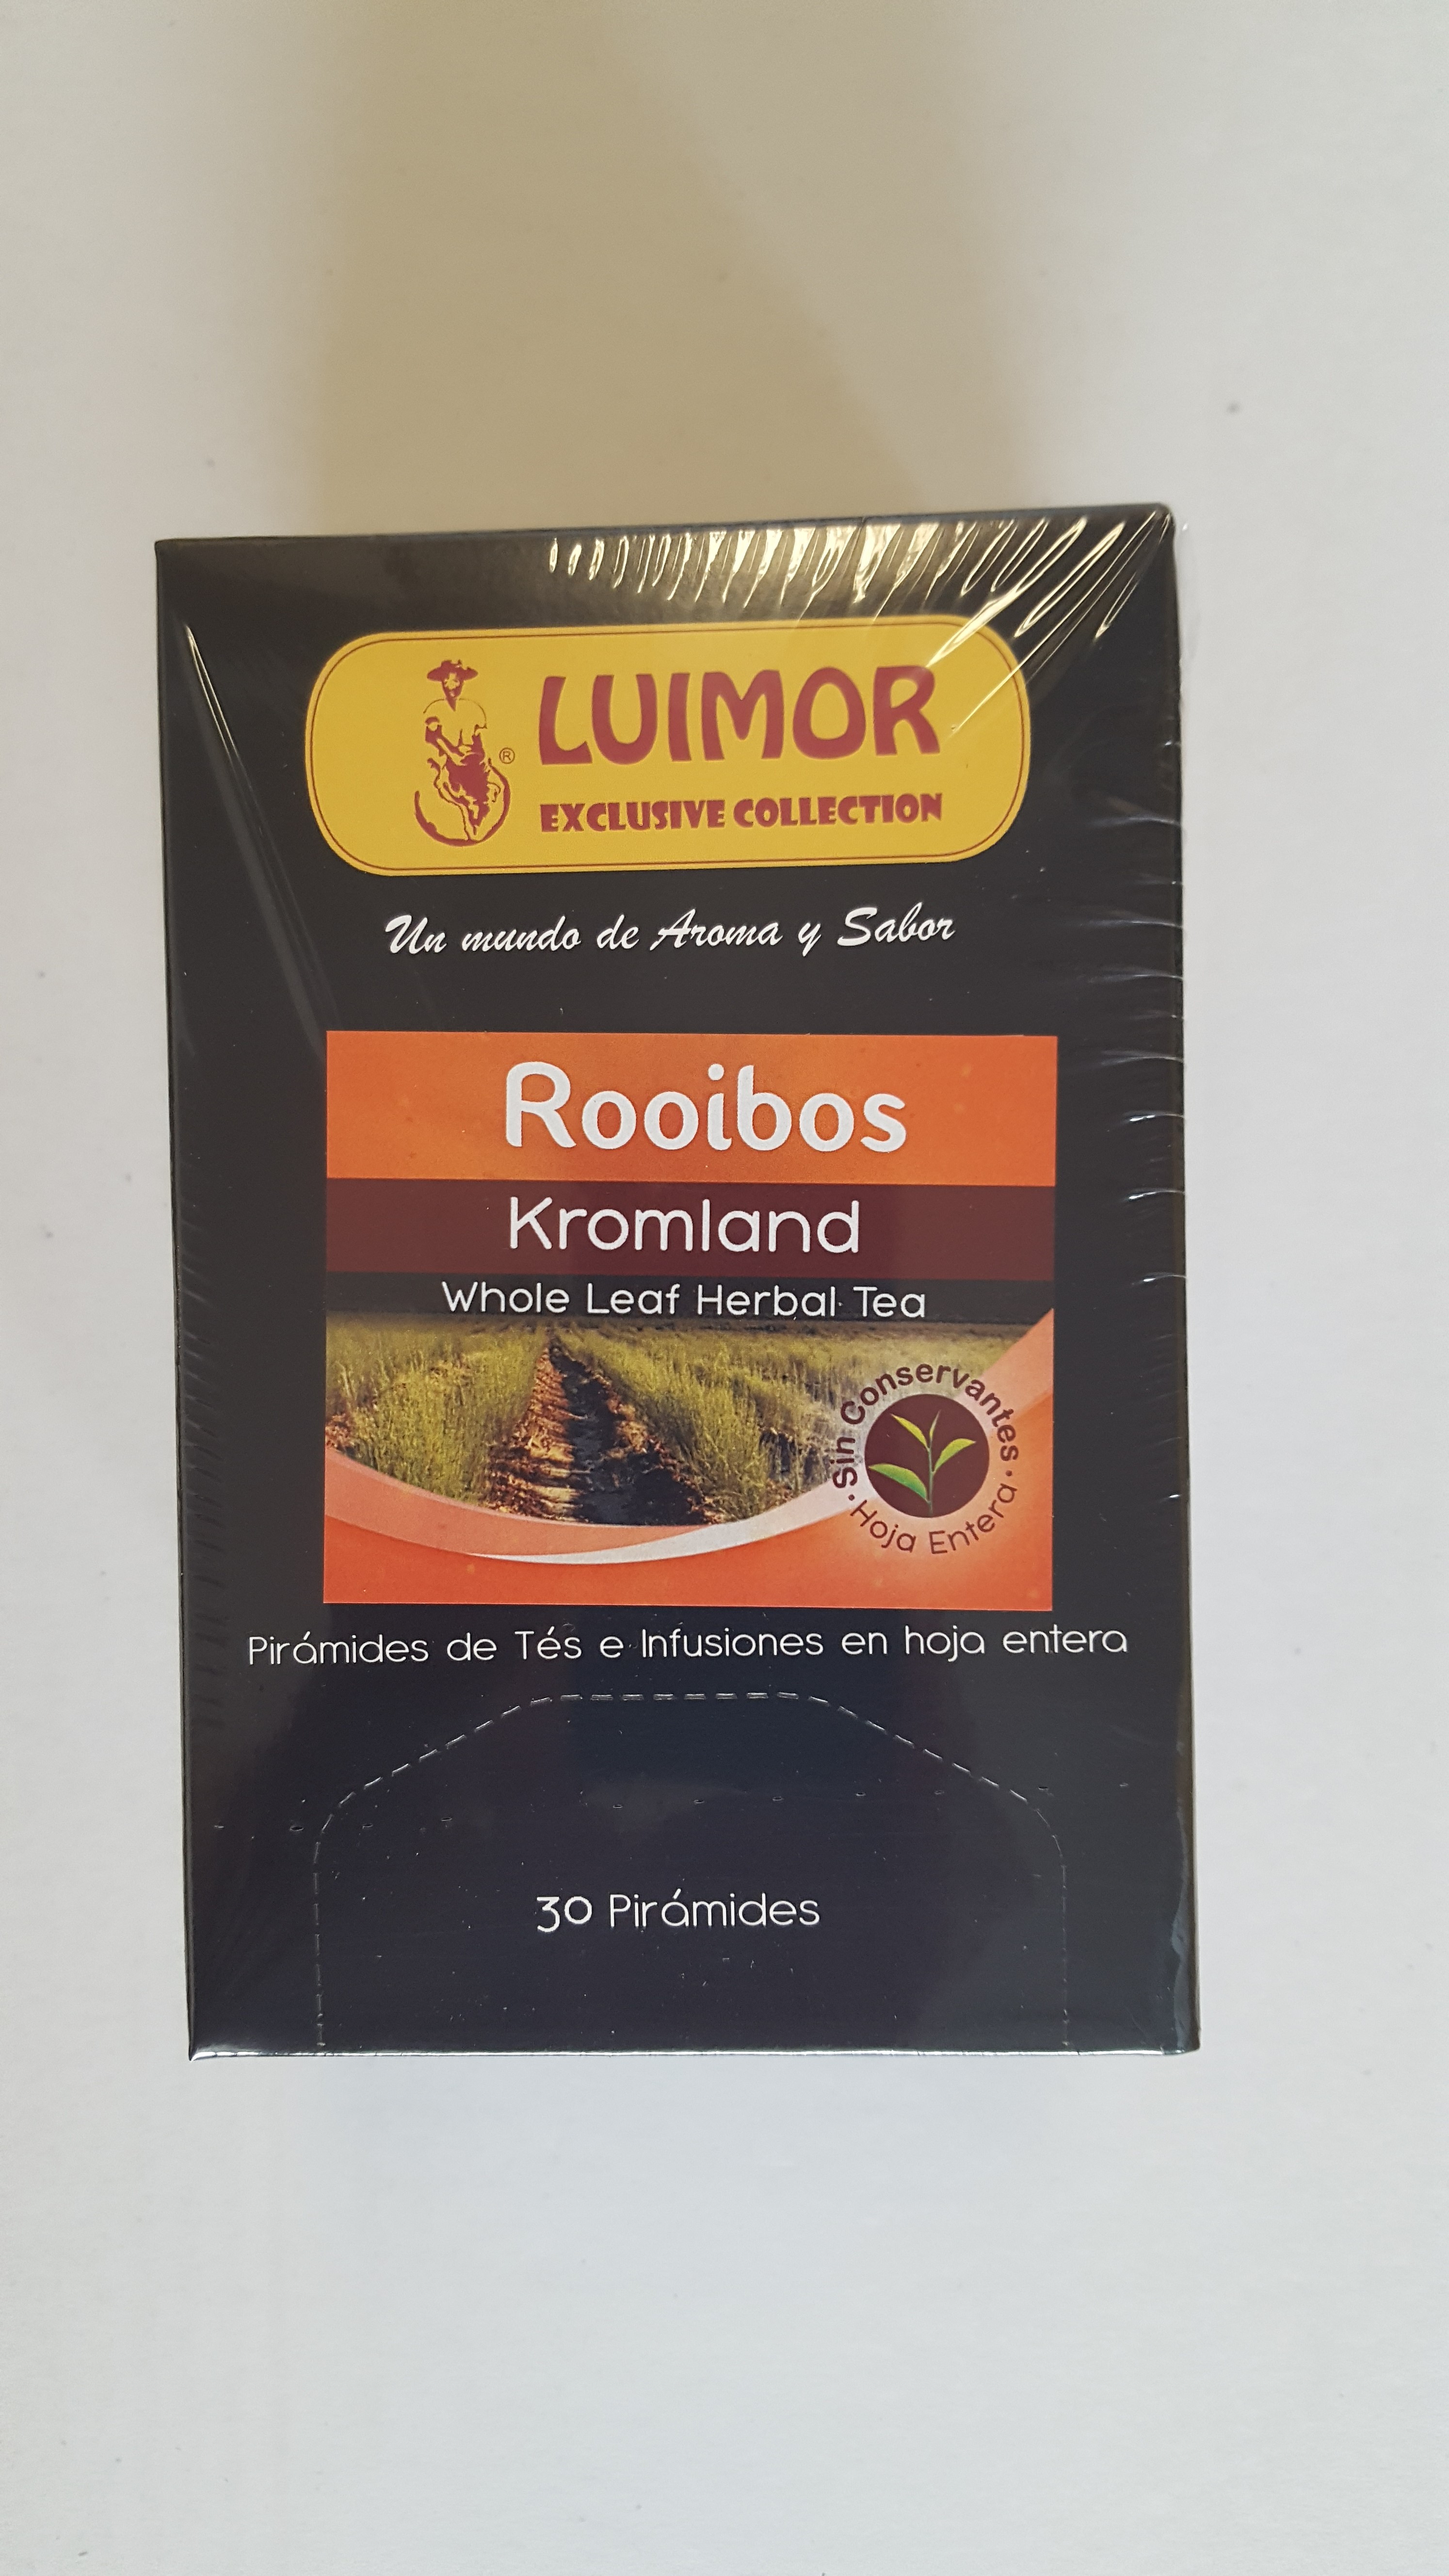 LUIMOR
®
EXCLUSIVE COLLECTION
Un mundo de Aroma y Sabor
Rooibos
Kromland
Whole Leaf Herbal Tea
· Sin Conservantes ·
Hoja Entera
Pirámides de Tés e Infusiones en hoja entera
30 Pirámides